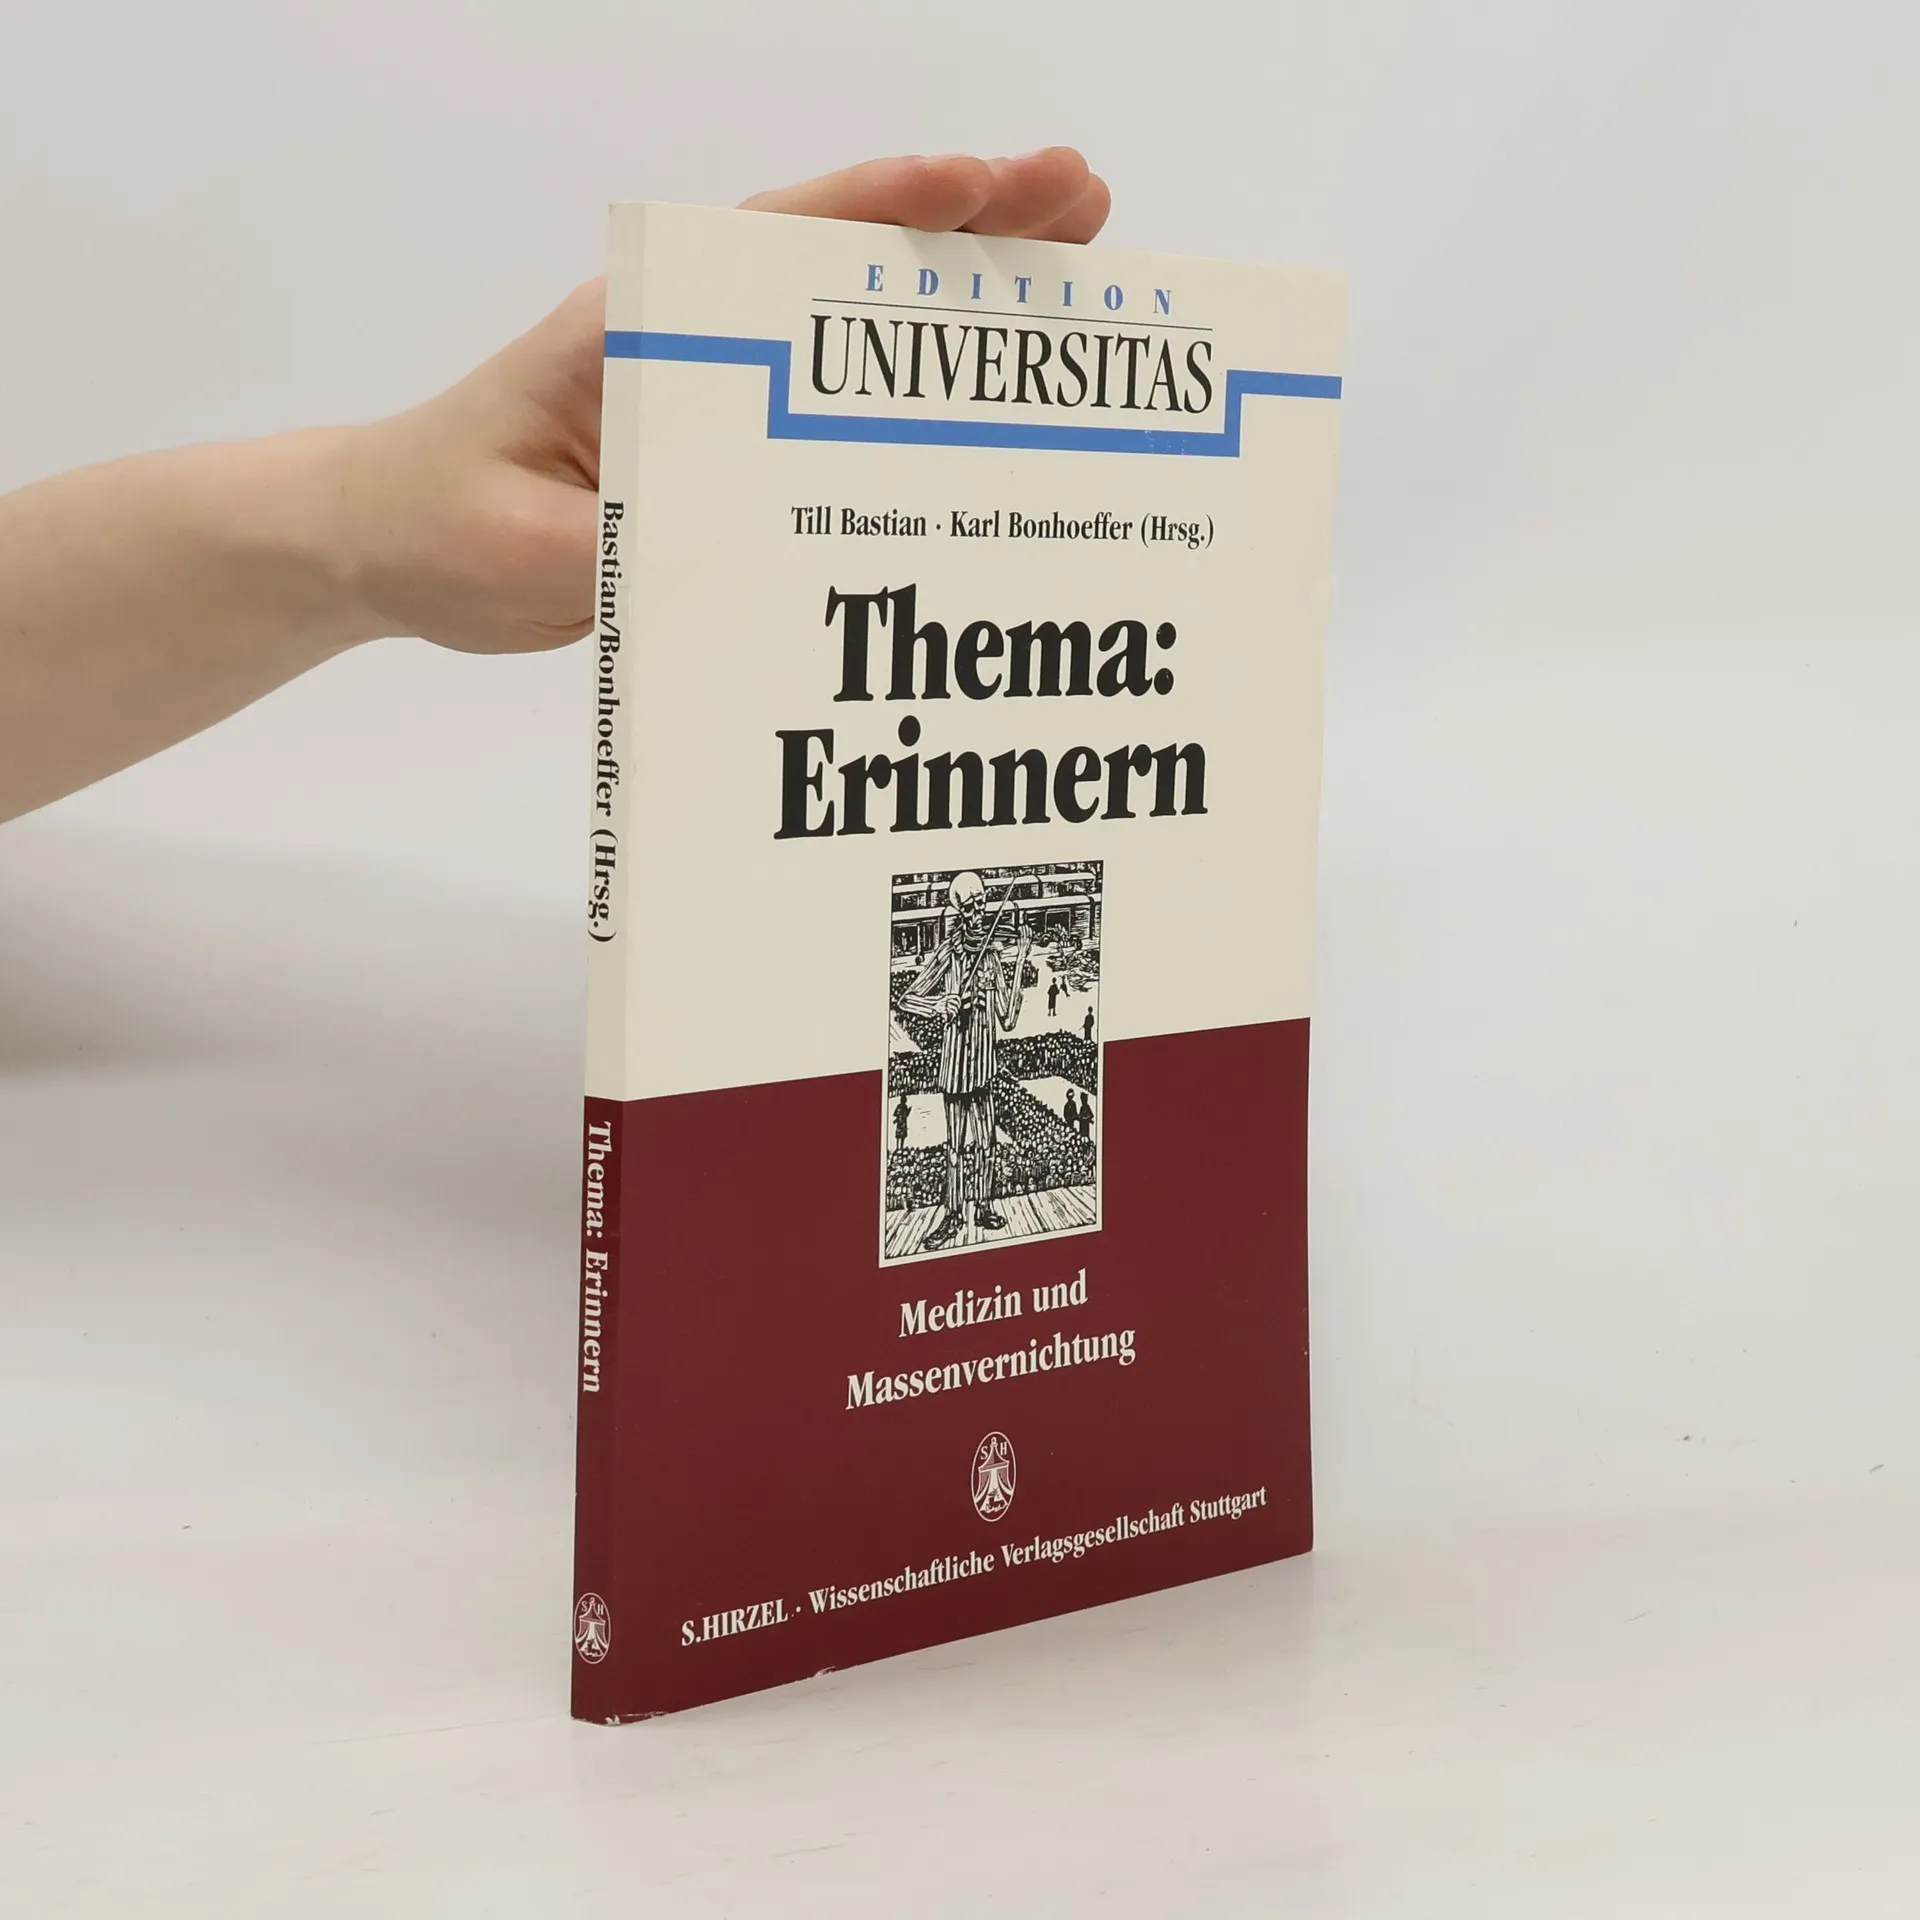 EDITION
UNIVERSITAS
Till Bastian · Karl Bonhoeffer (Hrsg.)
Thema:
Erinnern
Medizin und
Massenvernichtung
S H
S.HIRZEL · Wissenschaftliche Verlagsgesellschaft Stuttgart
Bastian/Bonhoeffer (Hrsg.)
Thema: Erinnern
S H